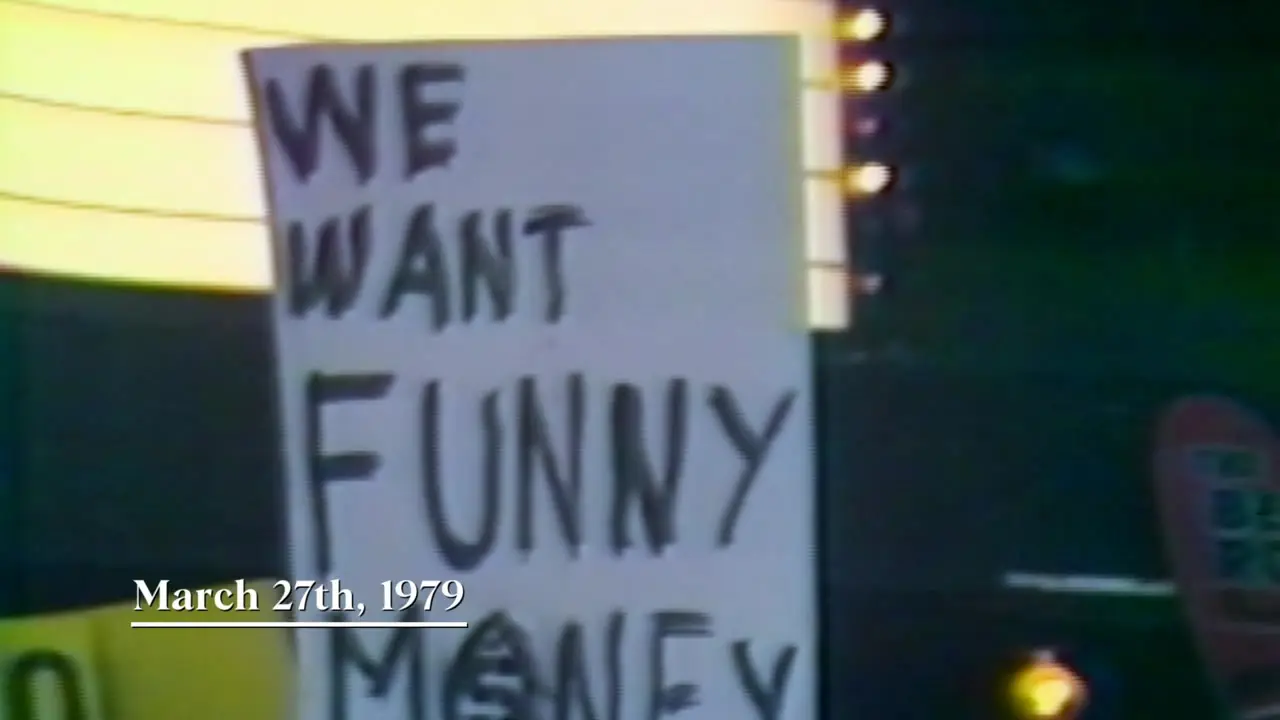 WE
WANT
FUNNY
MONEY
March 27th, 1979